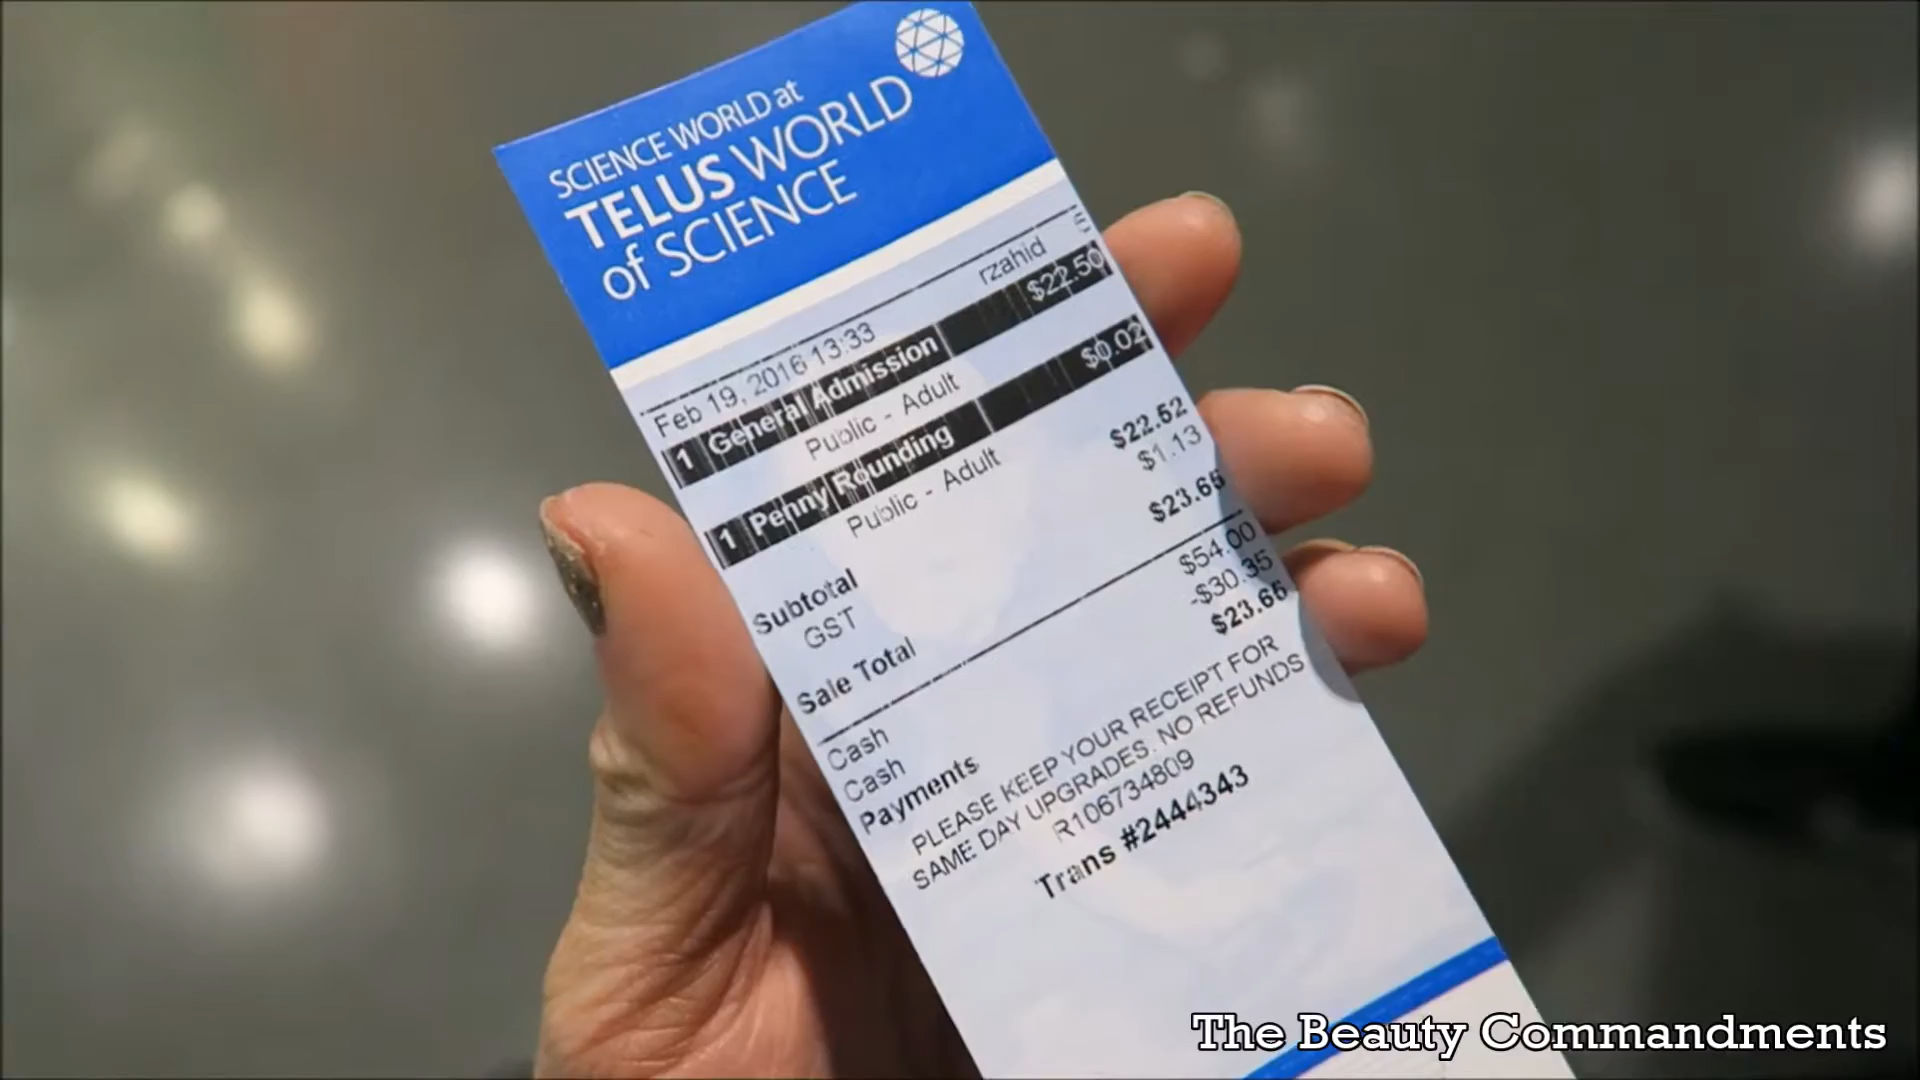 SCIENCE WORLD at
TELUS WORLD
of SCIENCE
Feb 19, 2016 13:33 rzahid
1 General Admission $22.50
Public - Adult
1 Penny Rounding $0.02
Public - Adult
Subtotal $22.52
GST $1.13
Sale Total $23.65
Cash $54.00
Cash -$30.35
Payments $23.65
PLEASE KEEP YOUR RECEIPT FOR
SAME DAY UPGRADES. NO REFUNDS
R106734809
Trans #2444343
The Beauty Commandments